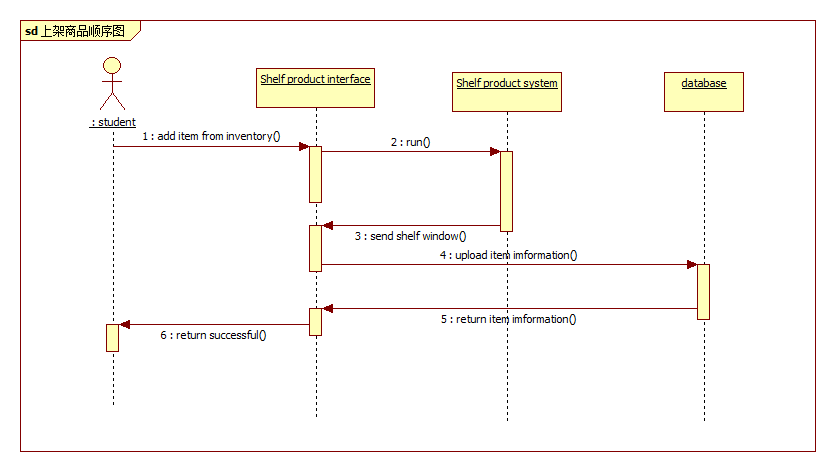 sd 上架商品顺序图
Shelf product interface
Shelf product system
database
: student
1 : add item from inventory()
2 : run()
3 : send shelf window()
4 : upload item imformation()
5 : return item imformation()
6 : return successful()